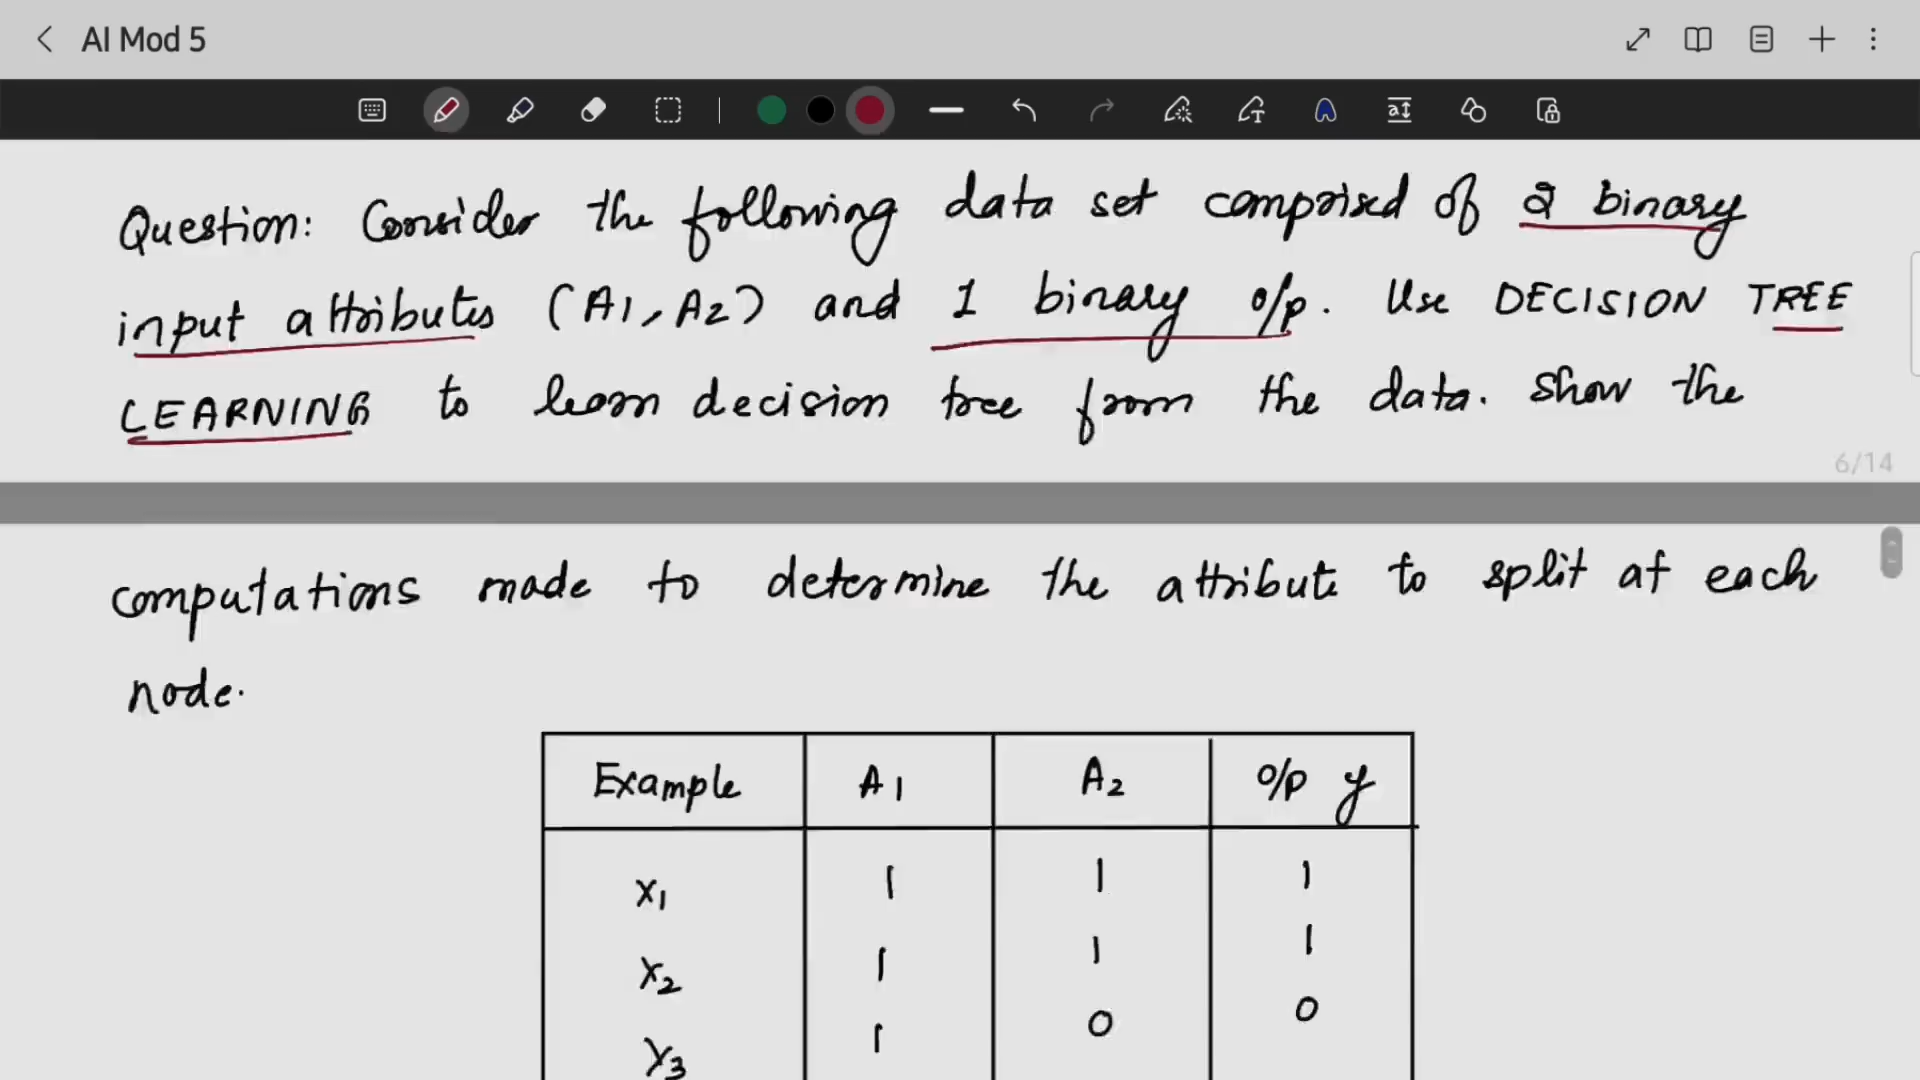 AI Mod 5
Question: Consider the following data set comprised of 2 binary
input attributes (A1, A2) and 1 binary o/p. Use DECISION TREE
LEARNING to learn decision tree from the data. Show the
6/14
computations made to determine the attribute to split at each
node.
Example A1 A2 o/p y
x1 1 1 1
x2 1 1 1
x3 1 0 0